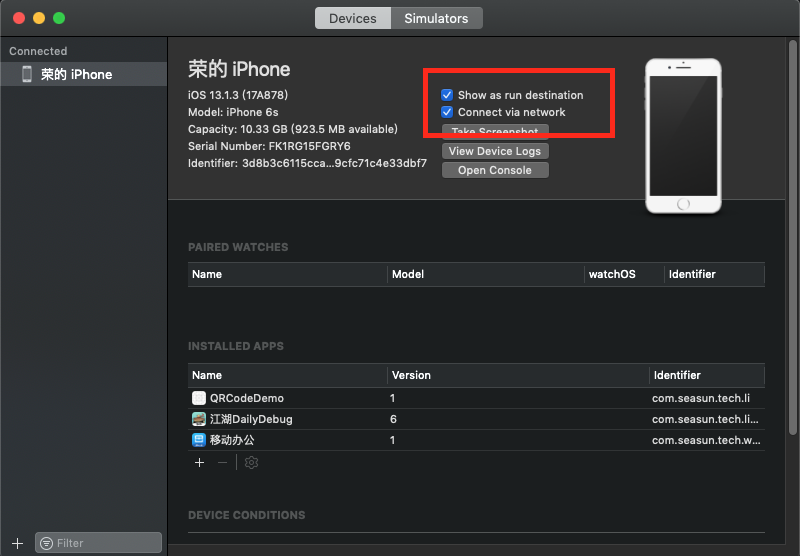 Devices
Simulators
Connected
荣的 iPhone
荣的 iPhone
iOS 13.1.3 (17A878)
Model: iPhone 6s
Capacity: 10.33 GB (923.5 MB available)
Serial Number: FK1RG15FGRY6
Identifier: 3d8b3c6115cca...9cfc71c4e33dbf7
Show as run destination
Connect via network
Take Screenshot
View Device Logs
Open Console
PAIRED WATCHES
Name Model watchOS Identifier
INSTALLED APPS
Name Version Identifier
QRCodeDemo 1 com.seasun.tech.li
江湖DailyDebug 6 com.seasun.tech.li...
移动办公 1 com.seasun.tech.w...
DEVICE CONDITIONS
Filter